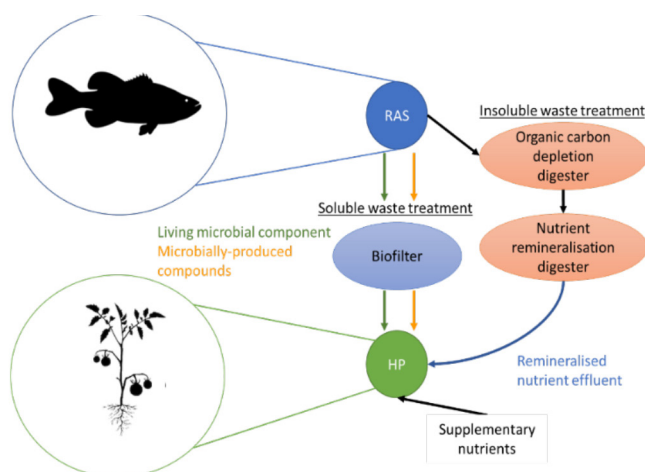 RAS
Insoluble waste treatment
Organic carbon
depletion
digester
Soluble waste treatment
Living microbial component
Microbially-produced
compounds
Biofilter
Nutrient
remineralisation
digester
HP
Remineralised
nutrient effluent
Supplementary
nutrients